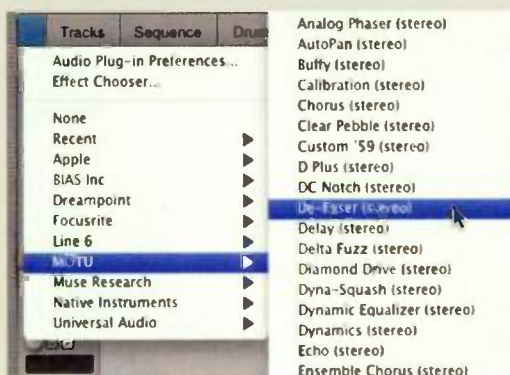 Tracks Sequence Drum
Audio Plug-in Preferences...
Effect Chooser...
None
Recent
Apple
BIAS Inc
Dreampoint
Focusrite
Line 6
MOTU
Muse Research
Native Instruments
Universal Audio
Analog Phaser (stereo)
AutoPan (stereo)
Buffy (stereo)
Calibration (stereo)
Chorus (stereo)
Clear Pebble (stereo)
Custom '59 (stereo)
D Plus (stereo)
DC Notch (stereo)
De-Esser (stereo)
Delay (stereo)
Delta Fuzz (stereo)
Diamond Drive (stereo)
Dyna-Squash (stereo)
Dynamic Equalizer (stereo)
Dynamics (stereo)
Echo (stereo)
Ensemble Chorus (stereo)